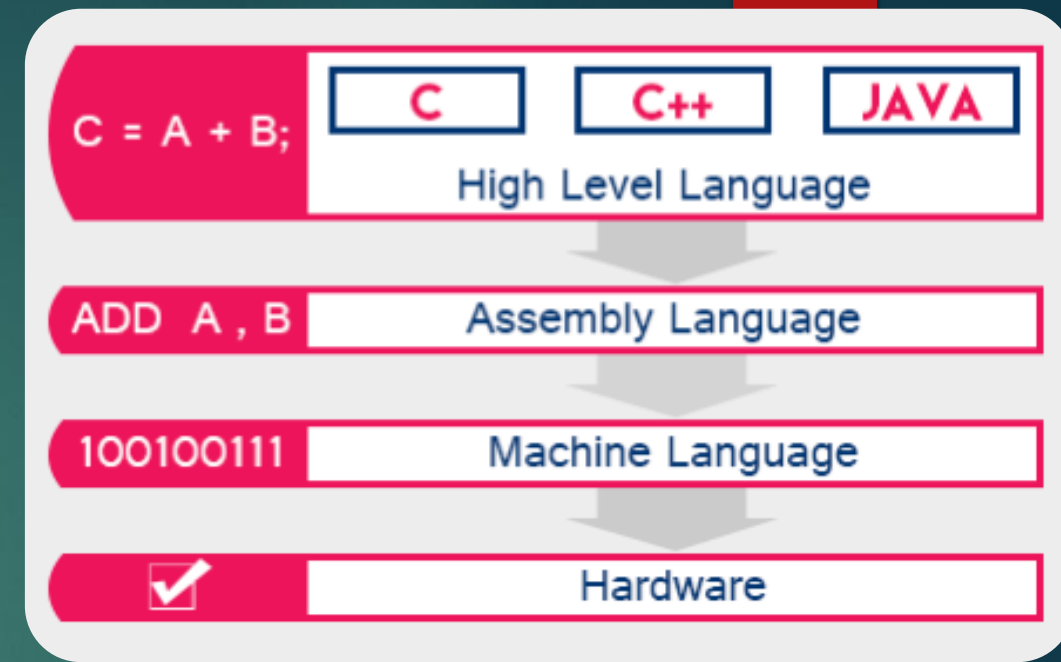 C = A + B;
C C++ JAVA
High Level Language
ADD A , B
Assembly Language
100100111
Machine Language
Hardware